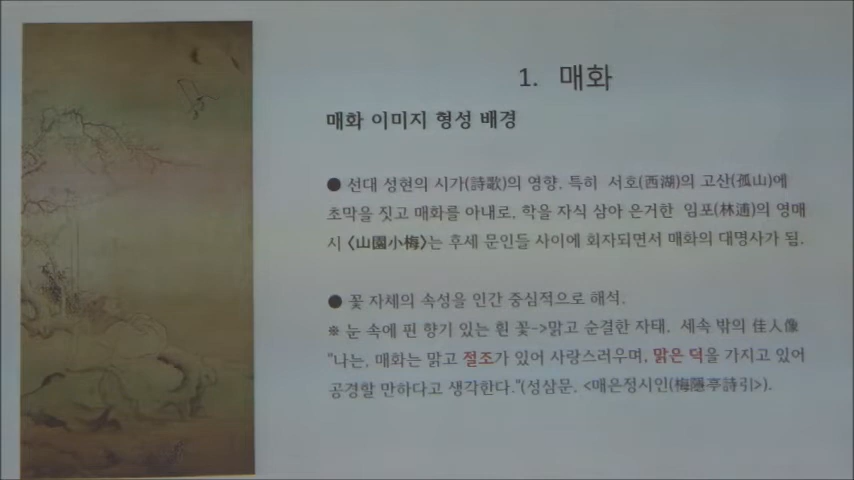 1. 매화
매화 이미지 형성 배경
● 선대 성현의 시가(詩歌)의 영향, 특히 서호(西湖)의 고산(孤山)에
초막을 짓고 매화를 아내로, 학을 자식 삼아 은거한 임포(林逋)의 영매
시 <山園小梅>는 후세 문인들 사이에 회자되면서 매화의 대명사가 됨.
● 꽃 자체의 속성을 인간 중심적으로 해석.
※ 눈 속에 핀 향기 있는 흰 꽃->맑고 순결한 자태, 세속 밖의 佳人像
"나는, 매화는 맑고 절조가 있어 사랑스러우며, 맑은 덕을 가지고 있어
공경할 만하다고 생각한다."(성삼문, <매은정시인(梅隱亭詩引>).